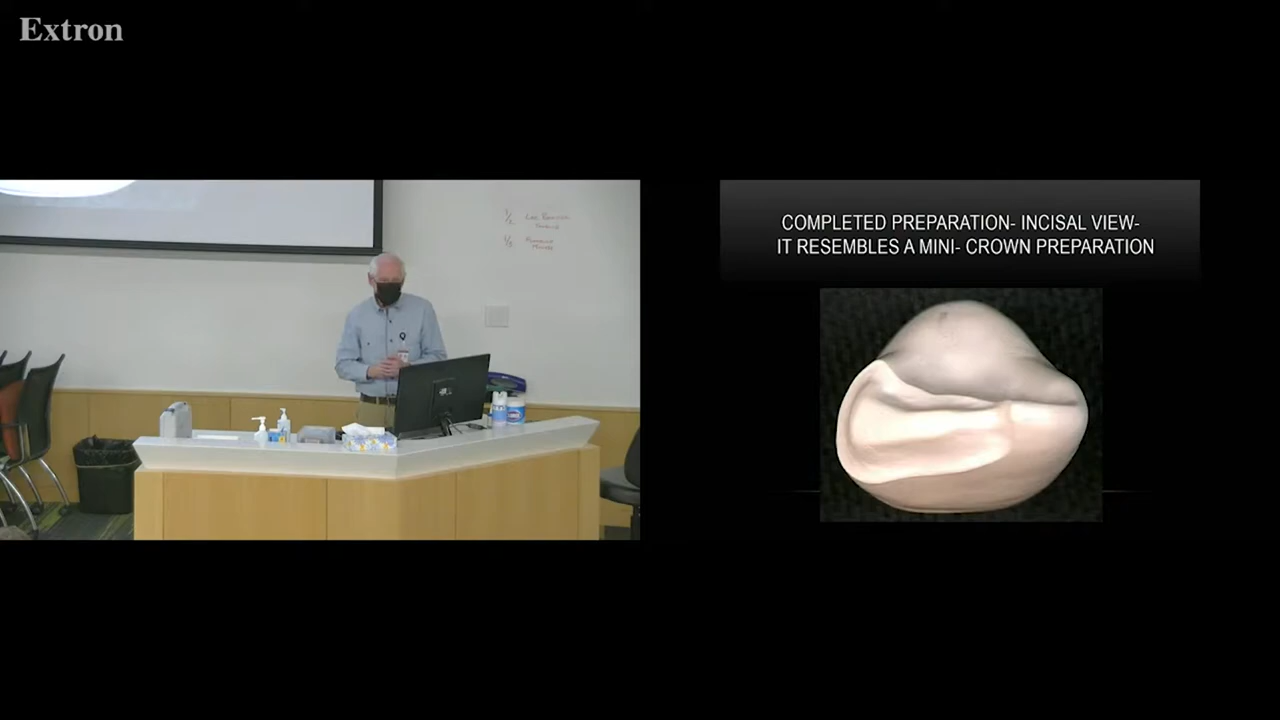 Extron
COMPLETED PREPARATION- INCISAL VIEW-
IT RESEMBLES A MINI- CROWN PREPARATION